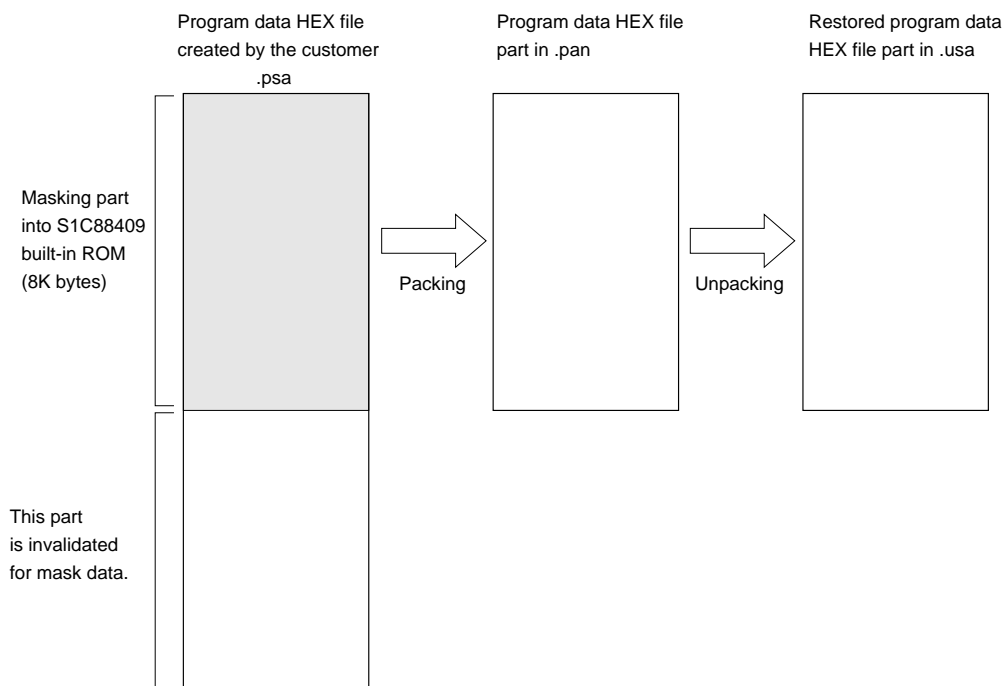 Program data HEX file
created by the customer
.psa
Program data HEX file
part in .pan
Restored program data
HEX file part in .usa
Masking part
into S1C88409
built-in ROM
(8K bytes)
Packing
Unpacking
This part
is invalidated
for mask data.